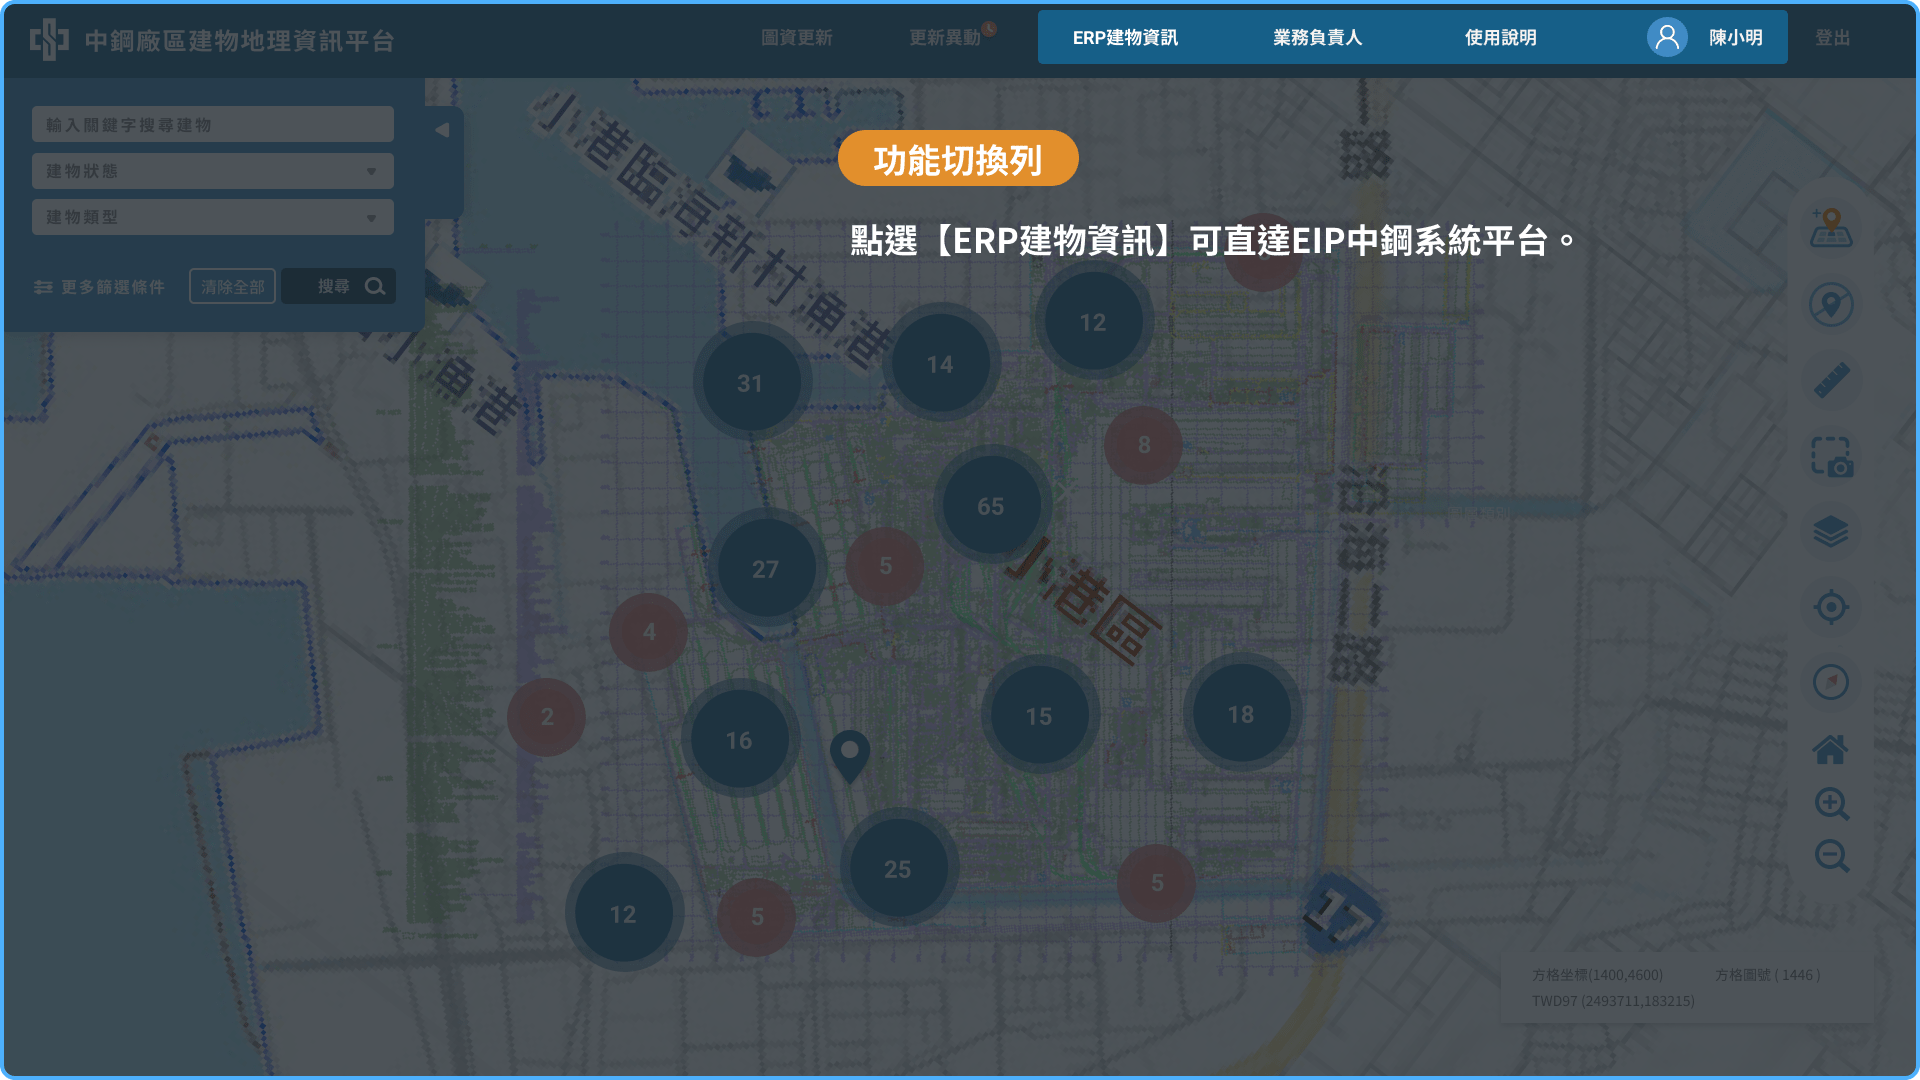 中鋼廠區建物地理資訊平台
圖資更新
更新異動
ERP建物資訊
業務負責人
使用說明
陳小明
登出
輸入關鍵字搜尋建物
建物狀態
建物類型
更多篩選條件
清除全部
搜尋
功能切換列
點選【ERP建物資訊】可直達EIP中鋼系統平台。
小港臨海新村漁港
漁港
路
沿海
路
小港區
12
14
31
8
65
27
5
4
2
16
15
18
25
12
5
5
17
方格坐標(1400,4600)
方格圖號 ( 1446 )
TWD97 (2493711,183215)